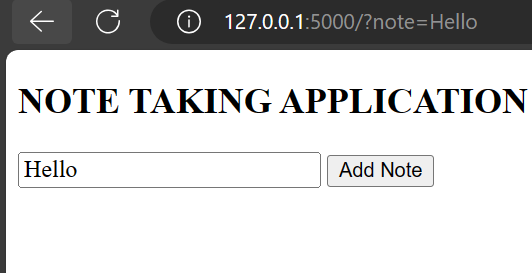 127.0.0.1:5000/?note=Hello
NOTE TAKING APPLICATION
Hello Add Note